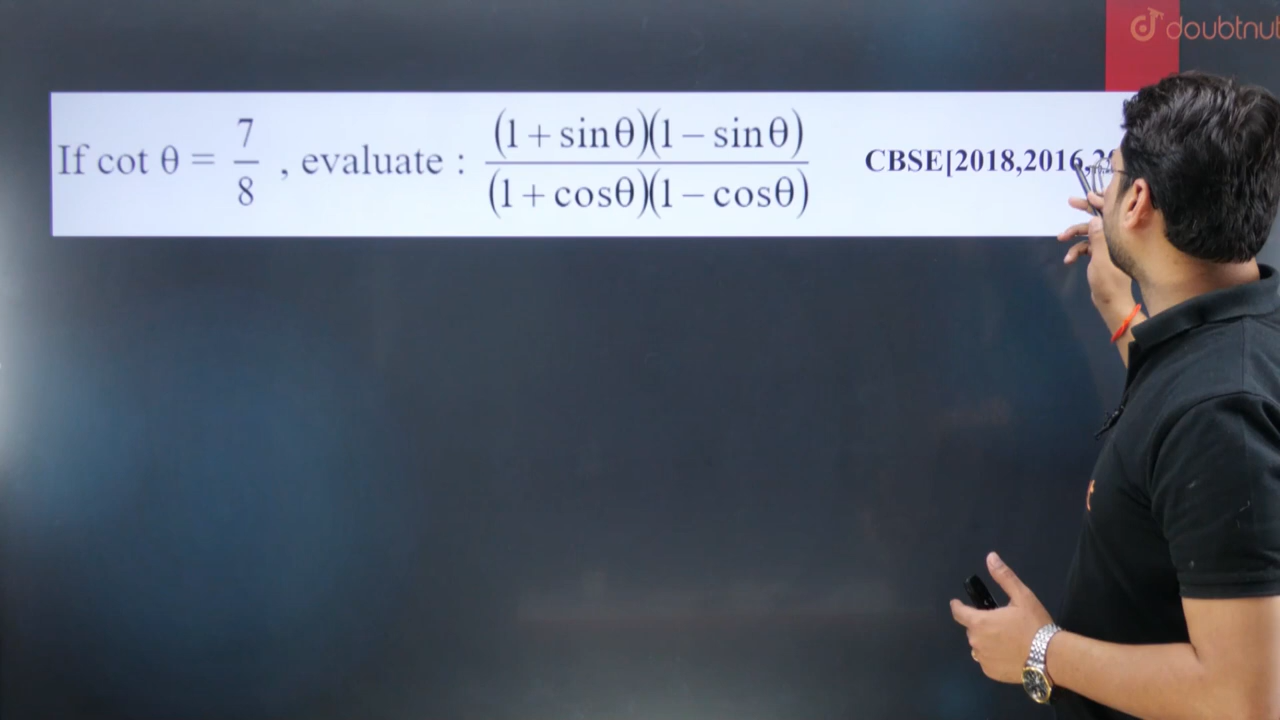 doubtnut
If cot θ = 7/8 , evaluate : (1 + sinθ)(1 − sinθ)/(1 + cosθ)(1 − cosθ) CBSE[2018,2016,